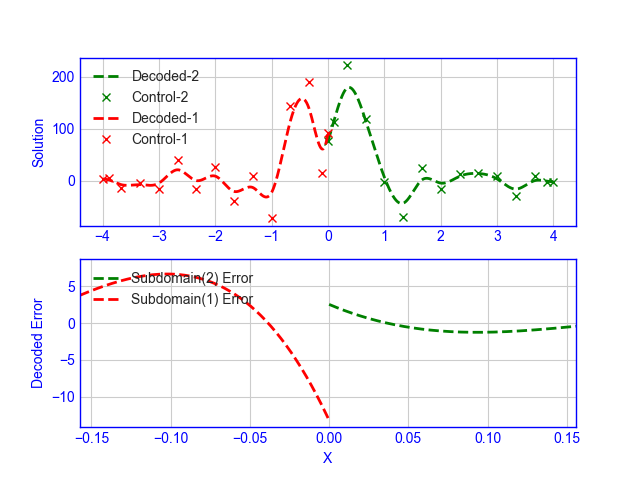 Solution
200
100
0
Decoded-2
Control-2
Decoded-1
Control-1
−4 −3 −2 −1 0 1 2 3 4
Decoded Error
5
0
−5
−10
Subdomain(2) Error
Subdomain(1) Error
−0.15 −0.10 −0.05 0.00 0.05 0.10 0.15
X